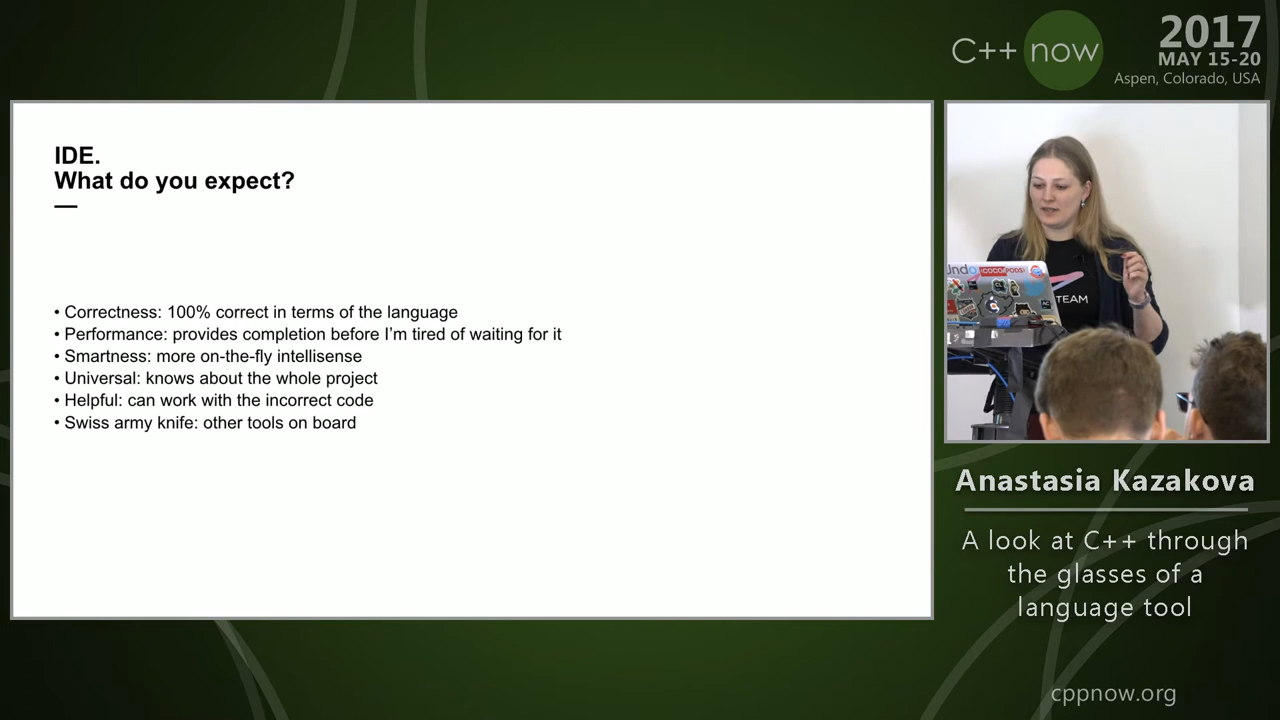 C++ now
2017
MAY 15-20
Aspen, Colorado, USA
IDE.
What do you expect?
• Correctness: 100% correct in terms of the language
• Performance: provides completion before I'm tired of waiting for it
• Smartness: more on-the-fly intellisense
• Universal: knows about the whole project
• Helpful: can work with the incorrect code
• Swiss army knife: other tools on board
TEAM
Anastasia Kazakova
A look at C++ through
the glasses of a
language tool
cppnow.org